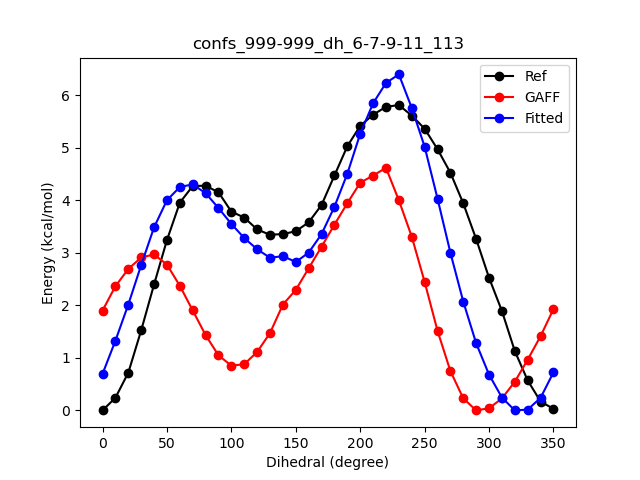 confs_999-999_dh_6-7-9-11_113
Ref
GAFF
Fitted
Energy (kcal/mol)
6
5
4
3
2
1
0
0 50 100 150 200 250 300 350
Dihedral (degree)